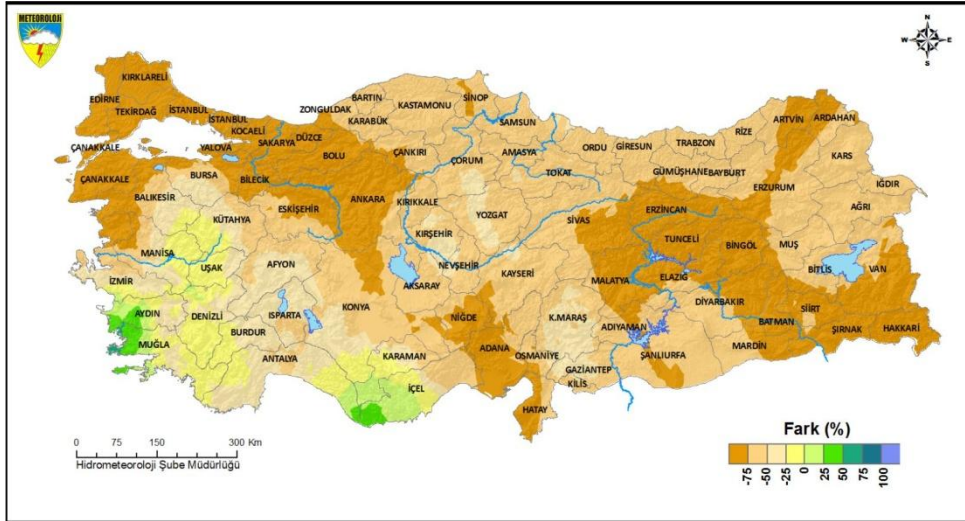 METEOROLOJİ
N
W E
S
KIRKLARELİ
EDİRNE
TEKİRDAĞ
İSTANBUL
İSTANBUL
KOCAELİ
ÇANAKKALE
YALOVA
SAKARYA
DÜZCE
ZONGULDAK
BARTIN
KARABÜK
KASTAMONU
SİNOP
SAMSUN
BOLU
ÇANKIRI
ÇORUM
AMASYA
TOKAT
ORDU
GİRESUN
TRABZON
RİZE
ARTVİN
ARDAHAN
KARS
GÜMÜŞHANE
BAYBURT
ERZURUM
IĞDIR
AĞRI
ÇANAKKALE
BURSA
BİLECİK
BALIKESİR
ESKİŞEHİR
ANKARA
KIRIKKALE
YOZGAT
SİVAS
ERZİNCAN
TUNCELİ
BİNGÖL
MUŞ
BİTLİS
VAN
KÜTAHYA
MANİSA
UŞAK
AFYON
KIRŞEHİR
NEVŞEHİR
KAYSERİ
AKSARAY
MALATYA
ELAZIĞ
DİYARBAKIR
SİİRT
BATMAN
ŞIRNAK
HAKKARİ
İZMİR
AYDIN
DENİZLİ
ISPARTA
KONYA
NİĞDE
K.MARAŞ
ADIYAMAN
ŞANLIURFA
MARDİN
MUĞLA
BURDUR
ANTALYA
KARAMAN
ADANA
OSMANİYE
GAZİANTEP
KİLİS
İÇEL
HATAY
0 75 150 300 Km
Hidrometeoroloji Şube Müdürlüğü
Fark (%)
-75 -50 -25 0 25 50 75 100